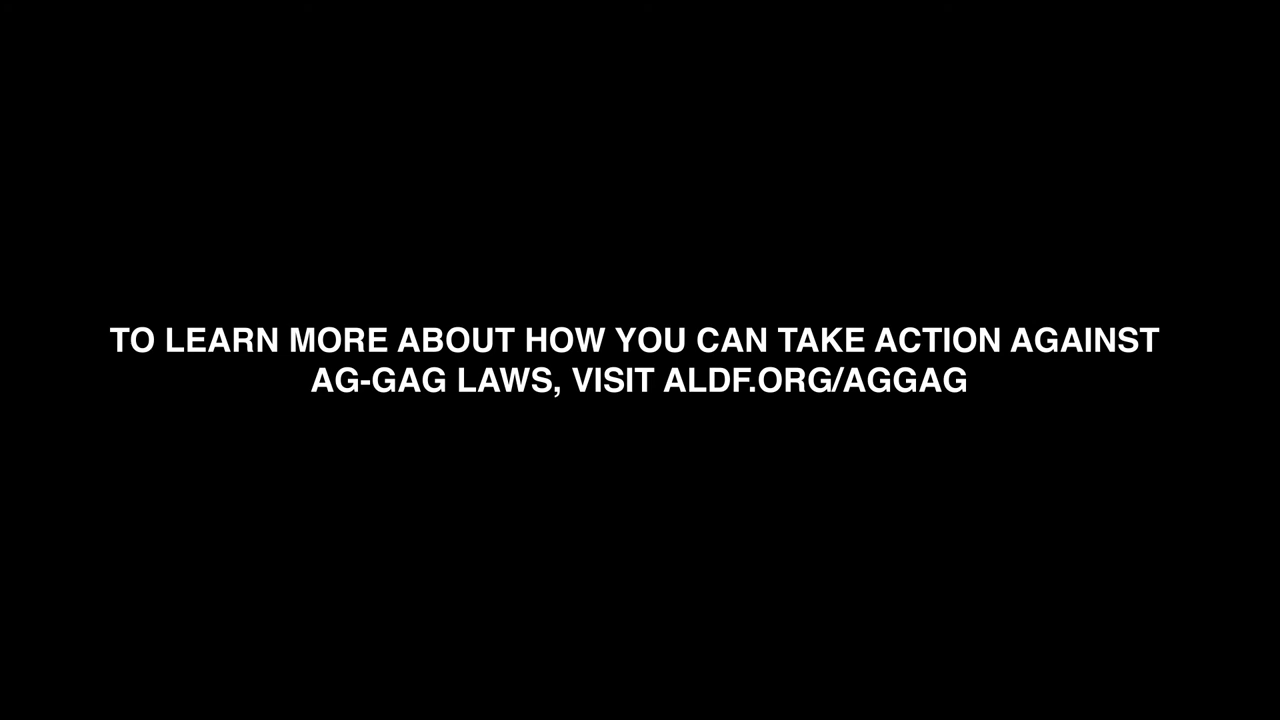 TO LEARN MORE ABOUT HOW YOU CAN TAKE ACTION AGAINST
AG-GAG LAWS, VISIT ALDF.ORG/AGGAG